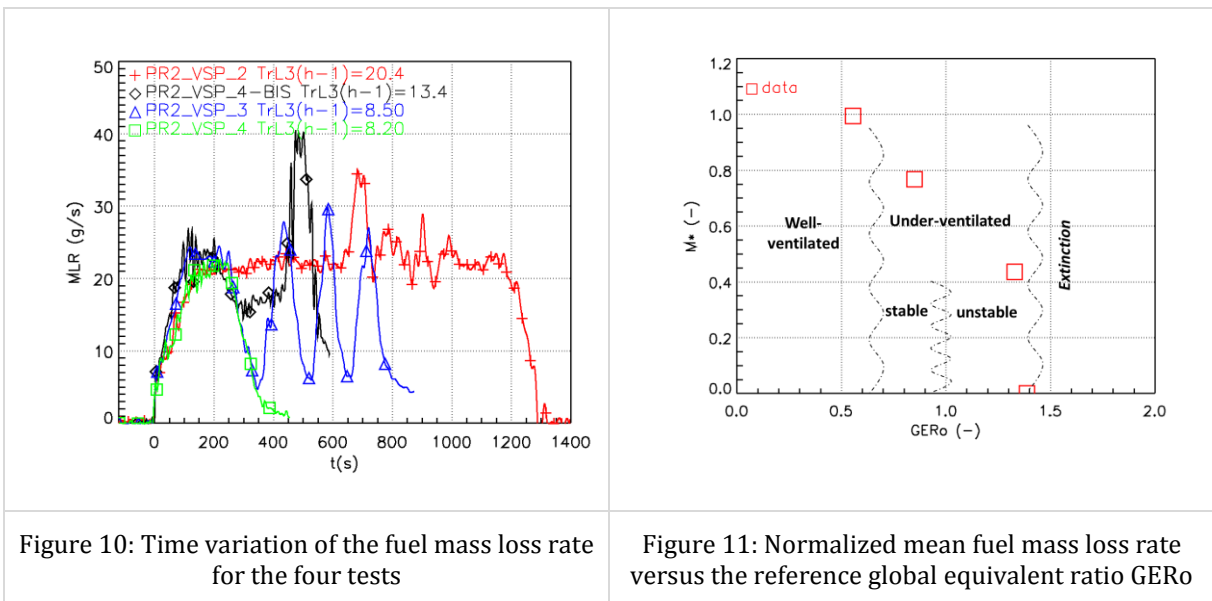 50
40
30
20
10
0
MLR (g/s)
+ PR2_VSP_2 TrL3(h-1)=20.4
◇ PR2_VSP_4-BIS TrL3(h-1)=13.4
△ PR2_VSP_3 TrL3(h-1)=8.50
□ PR2_VSP_4 TrL3(h-1)=8.20
0 200 400 600 800 1000 1200 1400
t(s)
Figure 10: Time variation of the fuel mass loss rate
for the four tests
1.2
1.0
0.8
0.6
0.4
0.2
0.0
M* (-)
data
Well-
ventilated
Under-ventilated
stable
unstable
Extinction
0.0 0.5 1.0 1.5 2.0
GERo (-)
Figure 11: Normalized mean fuel mass loss rate
versus the reference global equivalent ratio GERo